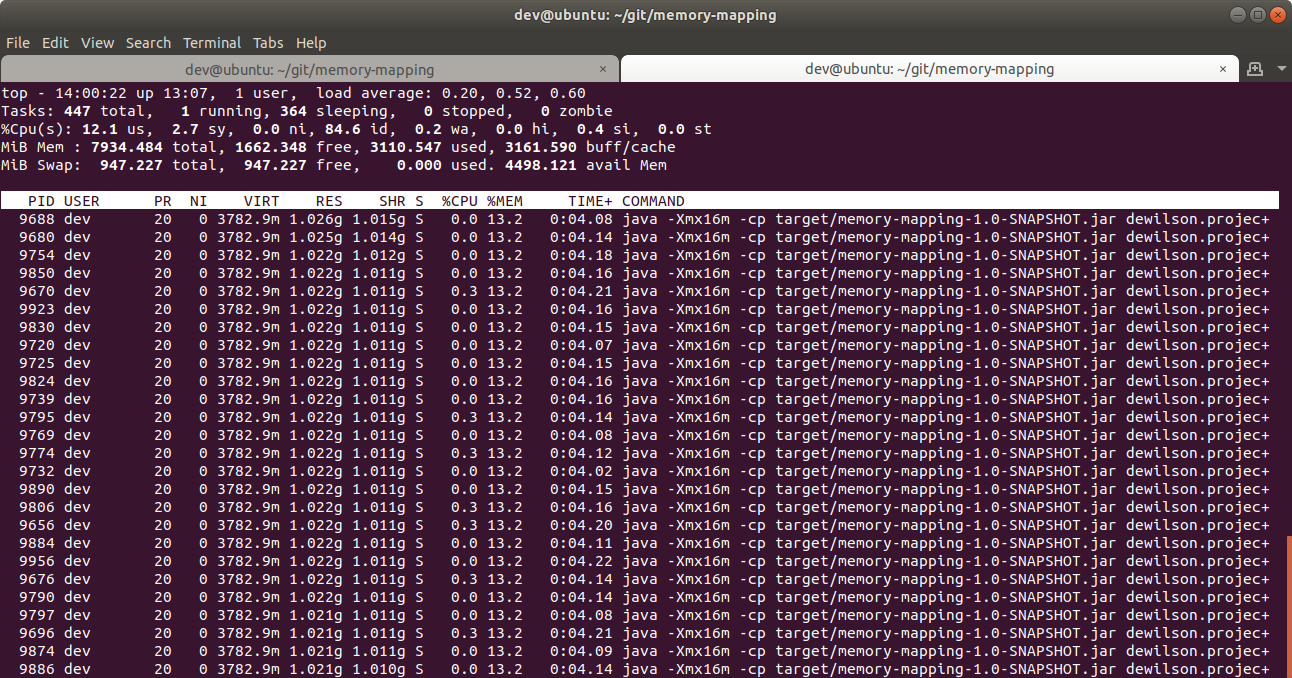 dev@ubuntu: ~/git/memory-mapping
File Edit View Search Terminal Tabs Help
dev@ubuntu: ~/git/memory-mapping × dev@ubuntu: ~/git/memory-mapping ×
top - 14:00:22 up 13:07,  1 user,  load average: 0.20, 0.52, 0.60
Tasks: 447 total,   1 running, 364 sleeping,   0 stopped,   0 zombie
%Cpu(s): 12.1 us,  2.7 sy,  0.0 ni, 84.6 id,  0.2 wa,  0.0 hi,  0.4 si,  0.0 st
MiB Mem : 7934.484 total, 1662.348 free, 3110.547 used, 3161.590 buff/cache
MiB Swap:  947.227 total,  947.227 free,    0.000 used. 4498.121 avail Mem
PID USER PR NI VIRT RES SHR S %CPU %MEM TIME+ COMMAND
9688 dev 20 0 3782.9m 1.026g 1.015g S 0.0 13.2 0:04.08 java -Xmx16m -cp target/memory-mapping-1.0-SNAPSHOT.jar dewilson.projec+
9680 dev 20 0 3782.9m 1.025g 1.014g S 0.0 13.2 0:04.14 java -Xmx16m -cp target/memory-mapping-1.0-SNAPSHOT.jar dewilson.projec+
9754 dev 20 0 3782.9m 1.022g 1.012g S 0.0 13.2 0:04.18 java -Xmx16m -cp target/memory-mapping-1.0-SNAPSHOT.jar dewilson.projec+
9850 dev 20 0 3782.9m 1.022g 1.011g S 0.0 13.2 0:04.16 java -Xmx16m -cp target/memory-mapping-1.0-SNAPSHOT.jar dewilson.projec+
9670 dev 20 0 3782.9m 1.022g 1.011g S 0.3 13.2 0:04.21 java -Xmx16m -cp target/memory-mapping-1.0-SNAPSHOT.jar dewilson.projec+
9923 dev 20 0 3782.9m 1.022g 1.011g S 0.0 13.2 0:04.16 java -Xmx16m -cp target/memory-mapping-1.0-SNAPSHOT.jar dewilson.projec+
9830 dev 20 0 3782.9m 1.022g 1.011g S 0.0 13.2 0:04.15 java -Xmx16m -cp target/memory-mapping-1.0-SNAPSHOT.jar dewilson.projec+
9720 dev 20 0 3782.9m 1.022g 1.011g S 0.0 13.2 0:04.07 java -Xmx16m -cp target/memory-mapping-1.0-SNAPSHOT.jar dewilson.projec+
9725 dev 20 0 3782.9m 1.022g 1.011g S 0.0 13.2 0:04.15 java -Xmx16m -cp target/memory-mapping-1.0-SNAPSHOT.jar dewilson.projec+
9824 dev 20 0 3782.9m 1.022g 1.011g S 0.0 13.2 0:04.16 java -Xmx16m -cp target/memory-mapping-1.0-SNAPSHOT.jar dewilson.projec+
9739 dev 20 0 3782.9m 1.022g 1.011g S 0.0 13.2 0:04.16 java -Xmx16m -cp target/memory-mapping-1.0-SNAPSHOT.jar dewilson.projec+
9795 dev 20 0 3782.9m 1.022g 1.011g S 0.3 13.2 0:04.14 java -Xmx16m -cp target/memory-mapping-1.0-SNAPSHOT.jar dewilson.projec+
9769 dev 20 0 3782.9m 1.022g 1.011g S 0.0 13.2 0:04.08 java -Xmx16m -cp target/memory-mapping-1.0-SNAPSHOT.jar dewilson.projec+
9774 dev 20 0 3782.9m 1.022g 1.011g S 0.3 13.2 0:04.12 java -Xmx16m -cp target/memory-mapping-1.0-SNAPSHOT.jar dewilson.projec+
9732 dev 20 0 3782.9m 1.022g 1.011g S 0.0 13.2 0:04.02 java -Xmx16m -cp target/memory-mapping-1.0-SNAPSHOT.jar dewilson.projec+
9890 dev 20 0 3782.9m 1.022g 1.011g S 0.0 13.2 0:04.15 java -Xmx16m -cp target/memory-mapping-1.0-SNAPSHOT.jar dewilson.projec+
9806 dev 20 0 3782.9m 1.022g 1.011g S 0.3 13.2 0:04.16 java -Xmx16m -cp target/memory-mapping-1.0-SNAPSHOT.jar dewilson.projec+
9656 dev 20 0 3782.9m 1.022g 1.011g S 0.3 13.2 0:04.20 java -Xmx16m -cp target/memory-mapping-1.0-SNAPSHOT.jar dewilson.projec+
9884 dev 20 0 3782.9m 1.022g 1.011g S 0.0 13.2 0:04.11 java -Xmx16m -cp target/memory-mapping-1.0-SNAPSHOT.jar dewilson.projec+
9956 dev 20 0 3782.9m 1.022g 1.011g S 0.0 13.2 0:04.22 java -Xmx16m -cp target/memory-mapping-1.0-SNAPSHOT.jar dewilson.projec+
9676 dev 20 0 3782.9m 1.022g 1.011g S 0.3 13.2 0:04.14 java -Xmx16m -cp target/memory-mapping-1.0-SNAPSHOT.jar dewilson.projec+
9790 dev 20 0 3782.9m 1.022g 1.011g S 0.0 13.2 0:04.14 java -Xmx16m -cp target/memory-mapping-1.0-SNAPSHOT.jar dewilson.projec+
9797 dev 20 0 3782.9m 1.021g 1.011g S 0.0 13.2 0:04.08 java -Xmx16m -cp target/memory-mapping-1.0-SNAPSHOT.jar dewilson.projec+
9696 dev 20 0 3782.9m 1.021g 1.011g S 0.3 13.2 0:04.21 java -Xmx16m -cp target/memory-mapping-1.0-SNAPSHOT.jar dewilson.projec+
9874 dev 20 0 3782.9m 1.021g 1.011g S 0.0 13.2 0:04.09 java -Xmx16m -cp target/memory-mapping-1.0-SNAPSHOT.jar dewilson.projec+
9886 dev 20 0 3782.9m 1.021g 1.010g S 0.0 13.2 0:04.14 java -Xmx16m -cp target/memory-mapping-1.0-SNAPSHOT.jar dewilson.projec+